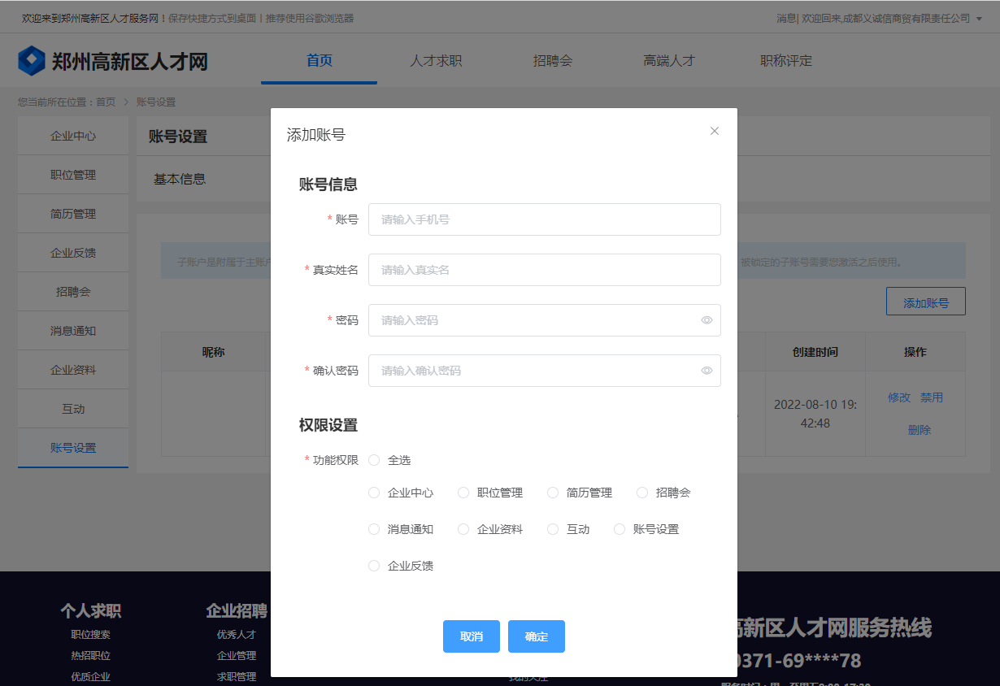 欢迎来到郑州高新区人才服务网！保存快捷方式到桌面 | 推荐使用谷歌浏览器
消息| 欢迎回来,成都义诚信商贸有限责任公司
郑州高新区人才网
首页 人才求职 招聘会 高端人才 职称评定
您当前所在位置：首页 > 账号设置
企业中心
职位管理
简历管理
企业反馈
招聘会
消息通知
企业资料
互动
账号设置
账号设置
基本信息
子账户是附属于主账户
被锁定的子账号需要您激活之后使用。
添加账号
昵称 创建时间 操作
2022-08-10 19:
42:48
修改 禁用
删除
添加账号
账号信息
* 账号 请输入手机号
* 真实姓名 请输入真实名
* 密码 请输入密码
* 确认密码 请输入确认密码
权限设置
* 功能权限 全选
企业中心 职位管理 简历管理 招聘会
消息通知 企业资料 互动 账号设置
企业反馈
取消 确定
个人求职
职位搜索
热招职位
优质企业
企业招聘
优秀人才
企业管理
求职管理
我的关注
高新区人才网服务热线
0371-69****78